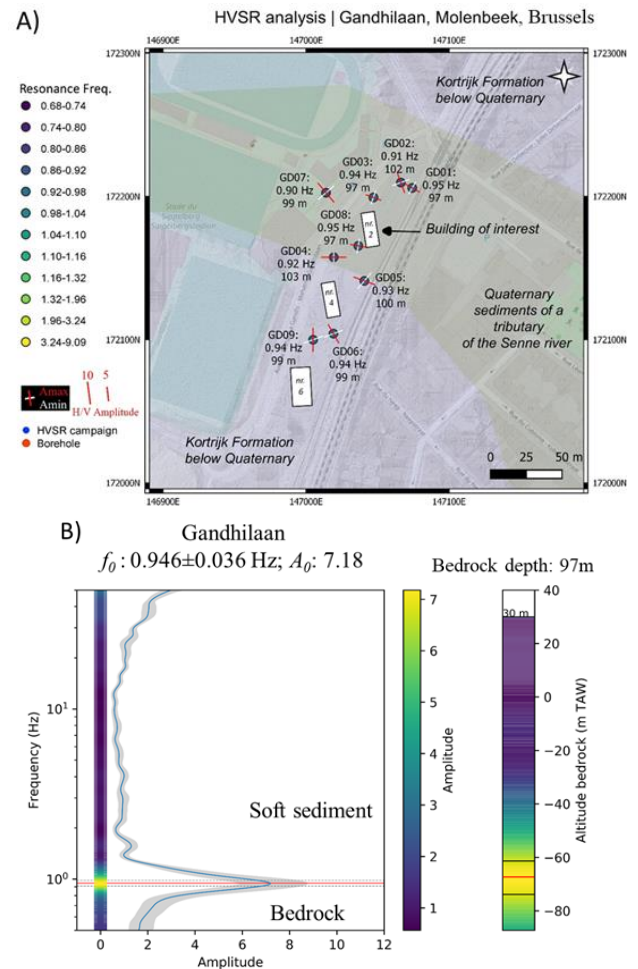 A)
HVSR analysis | Gandhilaan, Molenbeek, Brussels
146900E
147000E
147100E
172300N
172300N
Resonance Freq.
0.68-0.74
0.74-0.80
0.80-0.86
0.86-0.92
0.92-0.98
0.98-1.04
1.04-1.10
1.10-1.16
1.16-1.32
1.32-1.96
1.96-3.24
3.24-9.09
Amax
Amin
10 5
H/V Amplitude
HVSR campaign
Borehole
Kortrijk Formation
below Quaternary
GD02:
0.91 Hz
102 m
GD03:
0.94 Hz
97 m
GD01:
0.95 Hz
97 m
GD07:
0.90 Hz
99 m
172200N
172200N
GD08:
0.95 Hz
97 m
nr.
2
Building of interest
GD04:
0.92 Hz
103 m
GD05:
0.93 Hz
100 m
nr.
4
Quaternary
sediments of a
tributary
of the Senne river
172100N
172100N
GD09:
0.94 Hz
99 m
GD06:
0.94 Hz
99 m
nr.
6
Kortrijk Formation
below Quaternary
0 25 50 m
172000N
172000N
146900E
147000E
147100E
B)
Gandhilaan
f0 : 0.946±0.036 Hz; A0: 7.18
Bedrock depth: 97m
Frequency (Hz)
10^1
10^0
Soft sediment
Bedrock
0 2 4 6 8 10 12
Amplitude
7
6
5
4
3
2
1
Amplitude
30 m
40
20
0
−20
−40
−60
−80
Altitude bedrock (m TAW)